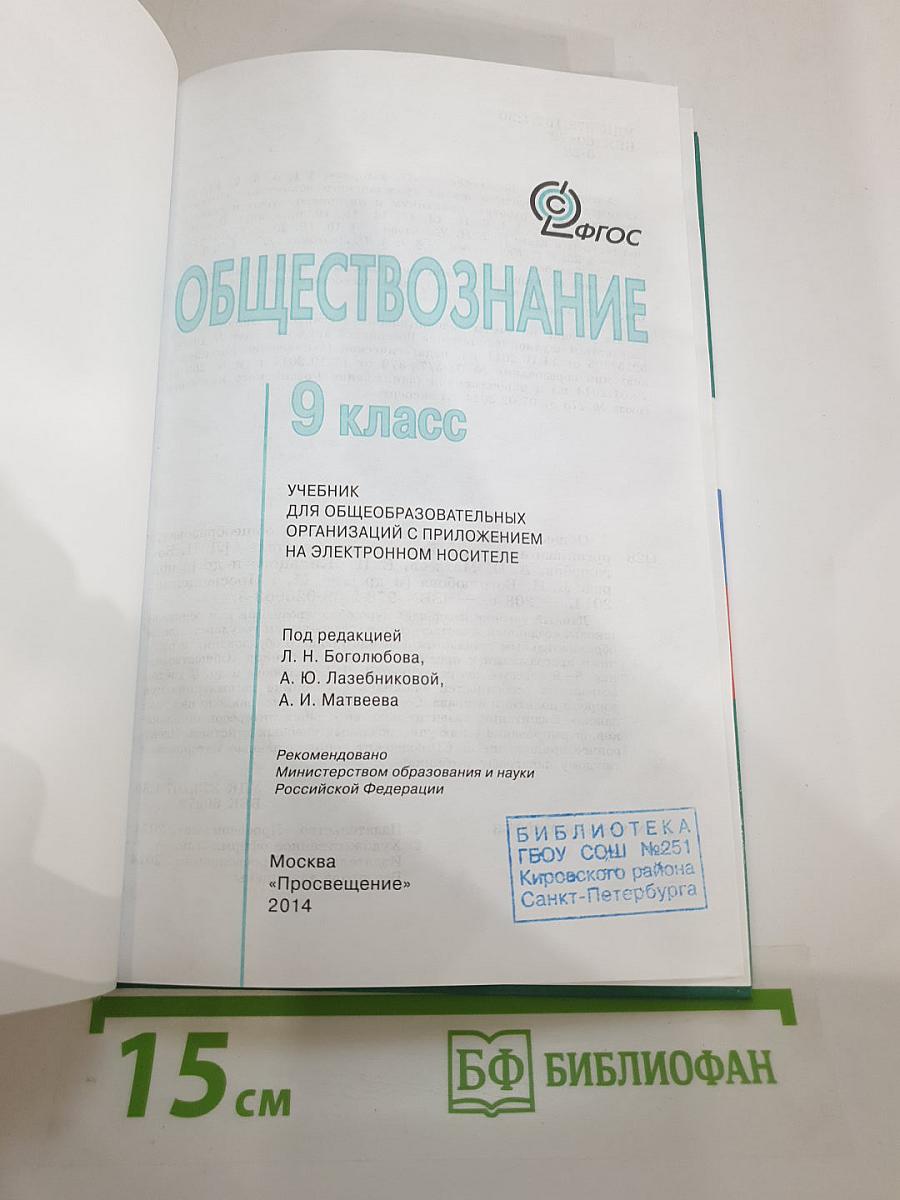 ФГОС
ОБЩЕСТВОЗНАНИЕ
9 класс
УЧЕБНИК
ДЛЯ ОБЩЕОБРАЗОВАТЕЛЬНЫХ
ОРГАНИЗАЦИЙ С ПРИЛОЖЕНИЕМ
НА ЭЛЕКТРОННОМ НОСИТЕЛЕ
Под редакцией
Л. Н. Боголюбова,
А. Ю. Лазебниковой,
А. И. Матвеева
Рекомендовано
Министерством образования и науки
Российской Федерации
Москва
«Просвещение»
2014
БИБЛИОТЕКА
ГБОУ СОШ №251
Кировского района
Санкт-Петербурга
15 см
БФ БИБЛИОФАН